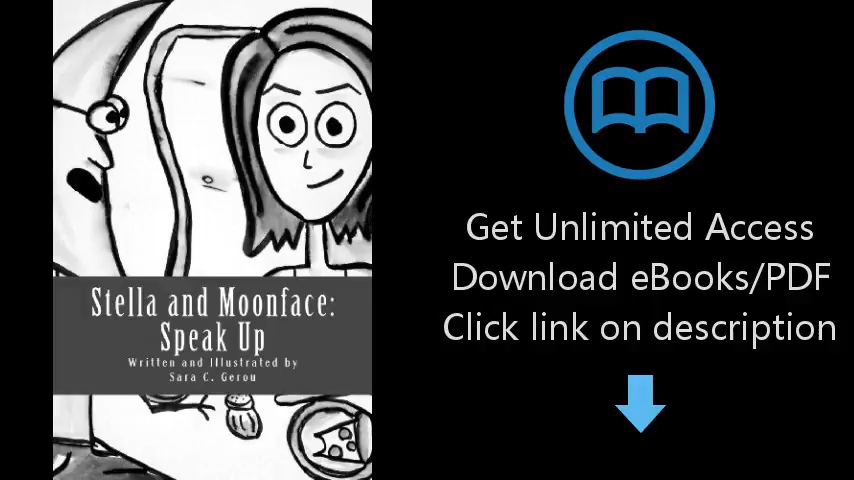 Stella and Moonface:
Speak Up
Written and Illustrated by
Sara C. Gerou
Get Unlimited Access
Download eBooks/PDF
Click link on description